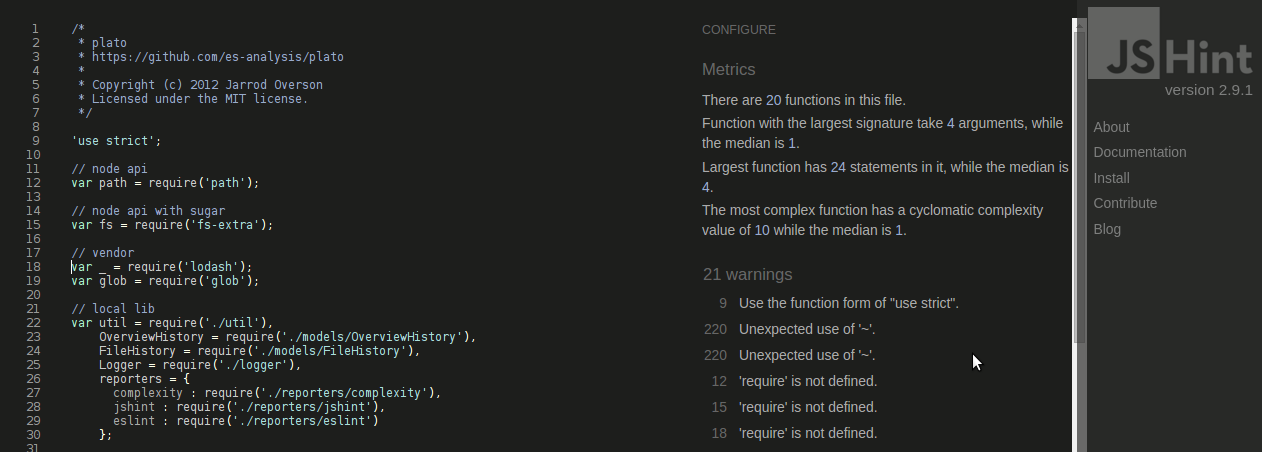 1 /*
2 * plato
3 * https://github.com/es-analysis/plato
4 *
5 * Copyright (c) 2012 Jarrod Overson
6 * Licensed under the MIT license.
7 */
8
9 'use strict';
10
11 // node api
12 var path = require('path');
13
14 // node api with sugar
15 var fs = require('fs-extra');
16
17 // vendor
18 var _ = require('lodash');
19 var glob = require('glob');
20
21 // local lib
22 var util = require('./util'),
23 OverviewHistory = require('./models/OverviewHistory'),
24 FileHistory = require('./models/FileHistory'),
25 Logger = require('./logger'),
26 reporters = {
27 complexity : require('./reporters/complexity'),
28 jshint : require('./reporters/jshint'),
29 eslint : require('./reporters/eslint')
30 };
31
CONFIGURE
Metrics
There are 20 functions in this file.
Function with the largest signature take 4 arguments, while
the median is 1.
Largest function has 24 statements in it, while the median is
4.
The most complex function has a cyclomatic complexity
value of 10 while the median is 1.
21 warnings
9 Use the function form of "use strict".
220 Unexpected use of '~'.
220 Unexpected use of '~'.
12 'require' is not defined.
15 'require' is not defined.
18 'require' is not defined.
JSHint
version 2.9.1
About
Documentation
Install
Contribute
Blog